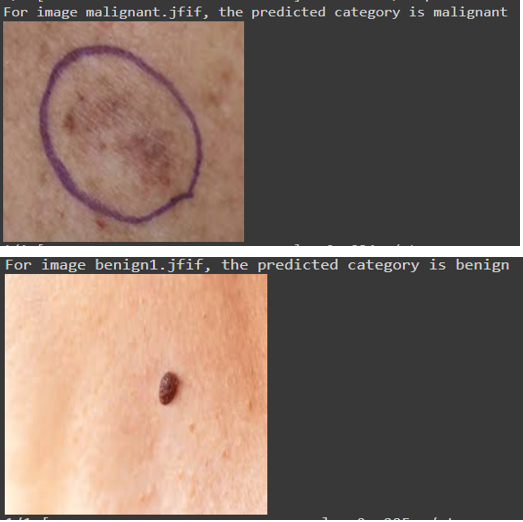 For image malignant.jfif, the predicted category is malignant
For image benign1.jfif, the predicted category is benign